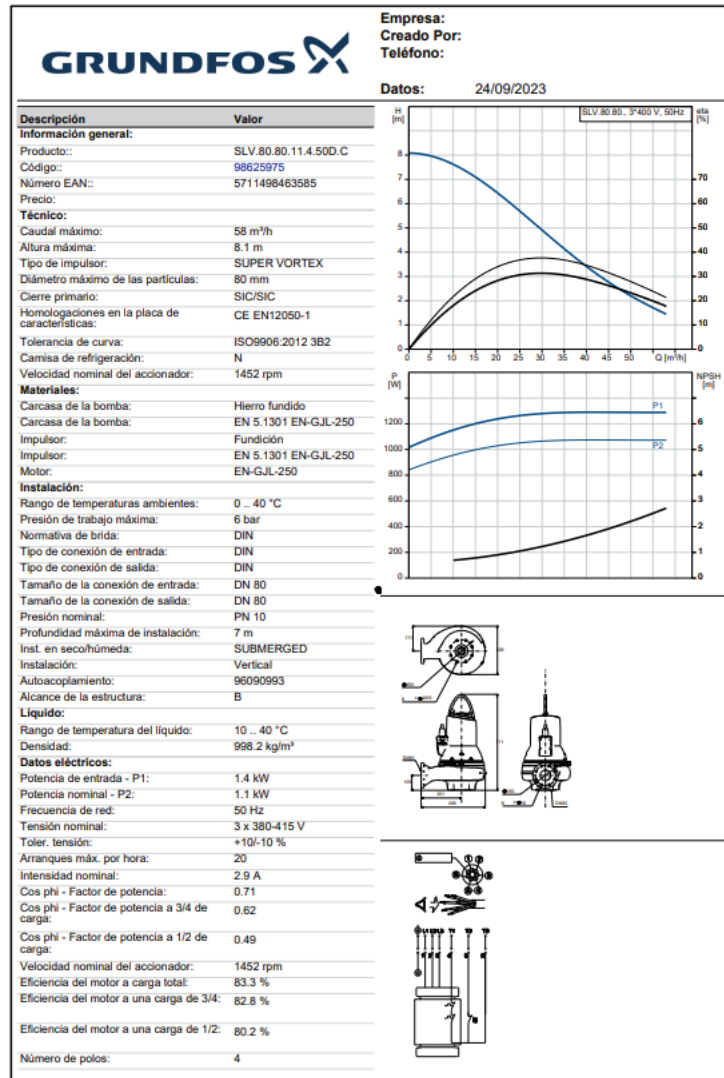 GRUNDFOS
Empresa:
Creado Por:
Teléfono:
Datos: 24/09/2023
Descripción Valor
Información general:
Producto:: SLV.80.80.11.4.50D.C
Código:: 98625975
Número EAN:: 5711498463585
Precio:
Técnico:
Caudal máximo: 58 m³/h
Altura máxima: 8.1 m
Tipo de impulsor: SUPER VORTEX
Diámetro máximo de las partículas: 80 mm
Cierre primario: SIC/SIC
Homologaciones en la placa de
características: CE EN12050-1
Tolerancia de curva: ISO9906:2012 3B2
Camisa de refrigeración: N
Velocidad nominal del accionador: 1452 rpm
Materiales:
Carcasa de la bomba: Hierro fundido
Carcasa de la bomba: EN 5.1301 EN-GJL-250
Impulsor: Fundición
Impulsor: EN 5.1301 EN-GJL-250
Motor: EN-GJL-250
Instalación:
Rango de temperaturas ambientes: 0 .. 40 °C
Presión de trabajo máxima: 6 bar
Normativa de brida: DIN
Tipo de conexión de entrada: DIN
Tipo de conexión de salida: DIN
Tamaño de la conexión de entrada: DN 80
Tamaño de la conexión de salida: DN 80
Presión nominal: PN 10
Profundidad máxima de instalación: 7 m
Inst. en seco/húmeda: SUBMERGED
Instalación: Vertical
Autoacoplamiento: 96090993
Alcance de la estructura: B
Líquido:
Rango de temperatura del líquido: 10 .. 40 °C
Densidad: 998.2 kg/m³
Datos eléctricos:
Potencia de entrada - P1: 1.4 kW
Potencia nominal - P2: 1.1 kW
Frecuencia de red: 50 Hz
Tensión nominal: 3 x 380-415 V
Toler. tensión: +10/-10 %
Arranques máx. por hora: 20
Intensidad nominal: 2.9 A
Cos phi - Factor de potencia: 0.71
Cos phi - Factor de potencia a 3/4 de
carga: 0.62
Cos phi - Factor de potencia a 1/2 de
carga: 0.49
Velocidad nominal del accionador: 1452 rpm
Eficiencia del motor a carga total: 83.3 %
Eficiencia del motor a una carga de 3/4: 82.8 %
Eficiencia del motor a una carga de 1/2: 80.2 %
Número de polos: 4
H
[m]
SLV.80.80., 3*400 V, 50Hz
eta
[%]
8
7 70
6 60
5 50
4 40
3 30
2 20
1 10
0 0
0 5 10 15 20 25 30 35 40 45 50 Q [m³/h]
P
[W]
NPSH
[m]
P1
1200 6
P2
5
800 4
600 3
400 2
200 1
0 0